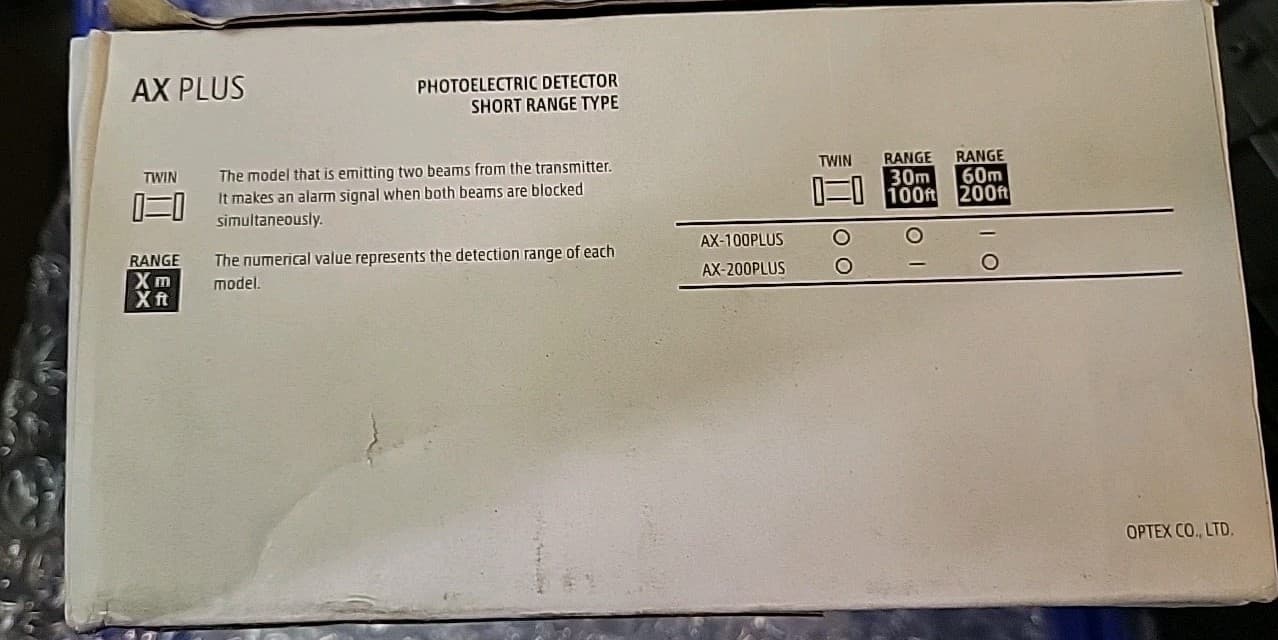 AX PLUS
PHOTOELECTRIC DETECTOR
SHORT RANGE TYPE
TWIN
The model that is emitting two beams from the transmitter.
It makes an alarm signal when both beams are blocked
simultaneously.
RANGE
X m
X ft
The numerical value represents the detection range of each
model.
TWIN RANGE RANGE
30m 60m
100ft 200ft
AX-100PLUS ○ ○ —
AX-200PLUS ○ — ○
OPTEX CO., LTD.